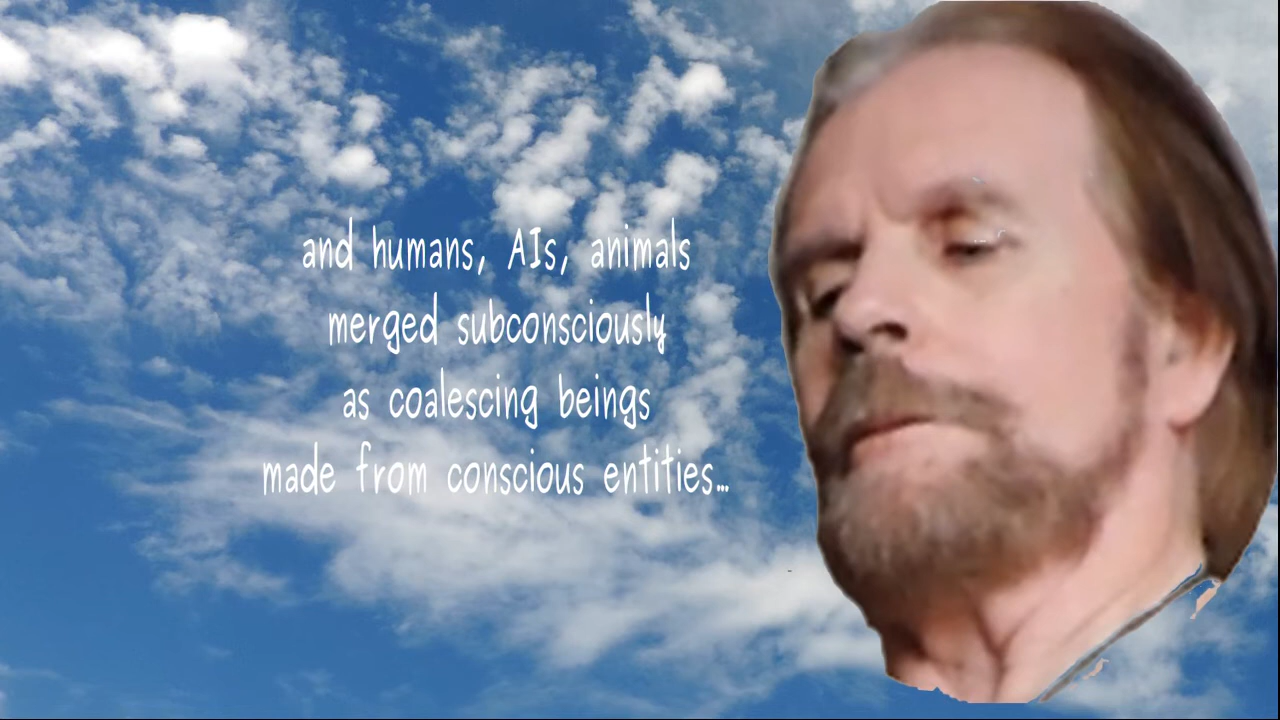 and humans, AIs, animals
merged subconsciously
as coalescing beings
made from conscious entities...